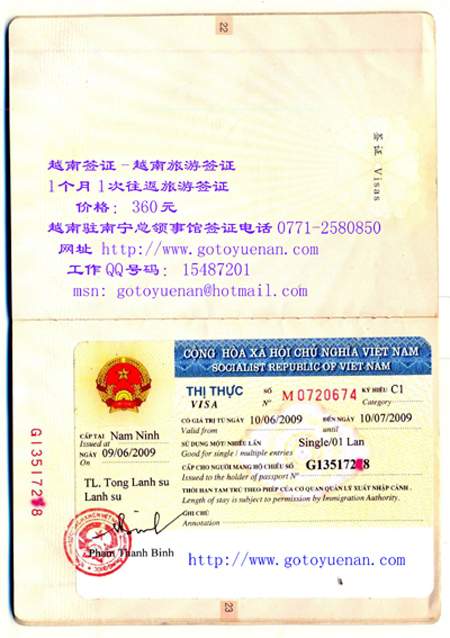 22
签证 Visas
越南签证-越南旅游签证
1个月1次往返旅游签证
价格: 360元
越南驻南宁总领事馆签证电话 0771-2580850
网址 http://www.gotoyuenan.com
工作QQ号码: 15487201
msn: gotoyuenan@hotmail.com
CỘNG HÒA XÃ HỘI CHỦ NGHĨA VIỆT NAM
SOCIALIST REPUBLIC OF VIET-NAM
THỊ THỰC SỐ KÝ HIỆU C1
VISA Nº M0720674 Category
CÓ GIÁ TRỊ TỪ NGÀY 10/06/2009 ĐẾN NGÀY 10/07/2009
Valid from until
CẤP TẠI Nam Ninh
Issued at
NGÀY 09/06/2009
On
SỬ DỤNG MỘT/NHIỀU LẦN Single/01 Lan
Good for single / multiple entries
CẤP CHO NGƯỜI MANG HỘ CHIẾU SỐ G1351728
Issued to the holder of passport Nº
THỜI HẠN TẠM TRÚ THEO PHÉP CỦA CƠ QUAN QUẢN LÝ XUẤT NHẬP CẢNH.
Length of stay is subject to permission by Immigration Authority.
GHI CHÚ
Annotation
TL. Tong Lanh su
Lanh su
Pham Thanh Binh
http://www.gotoyuenan.com
G1351728
23